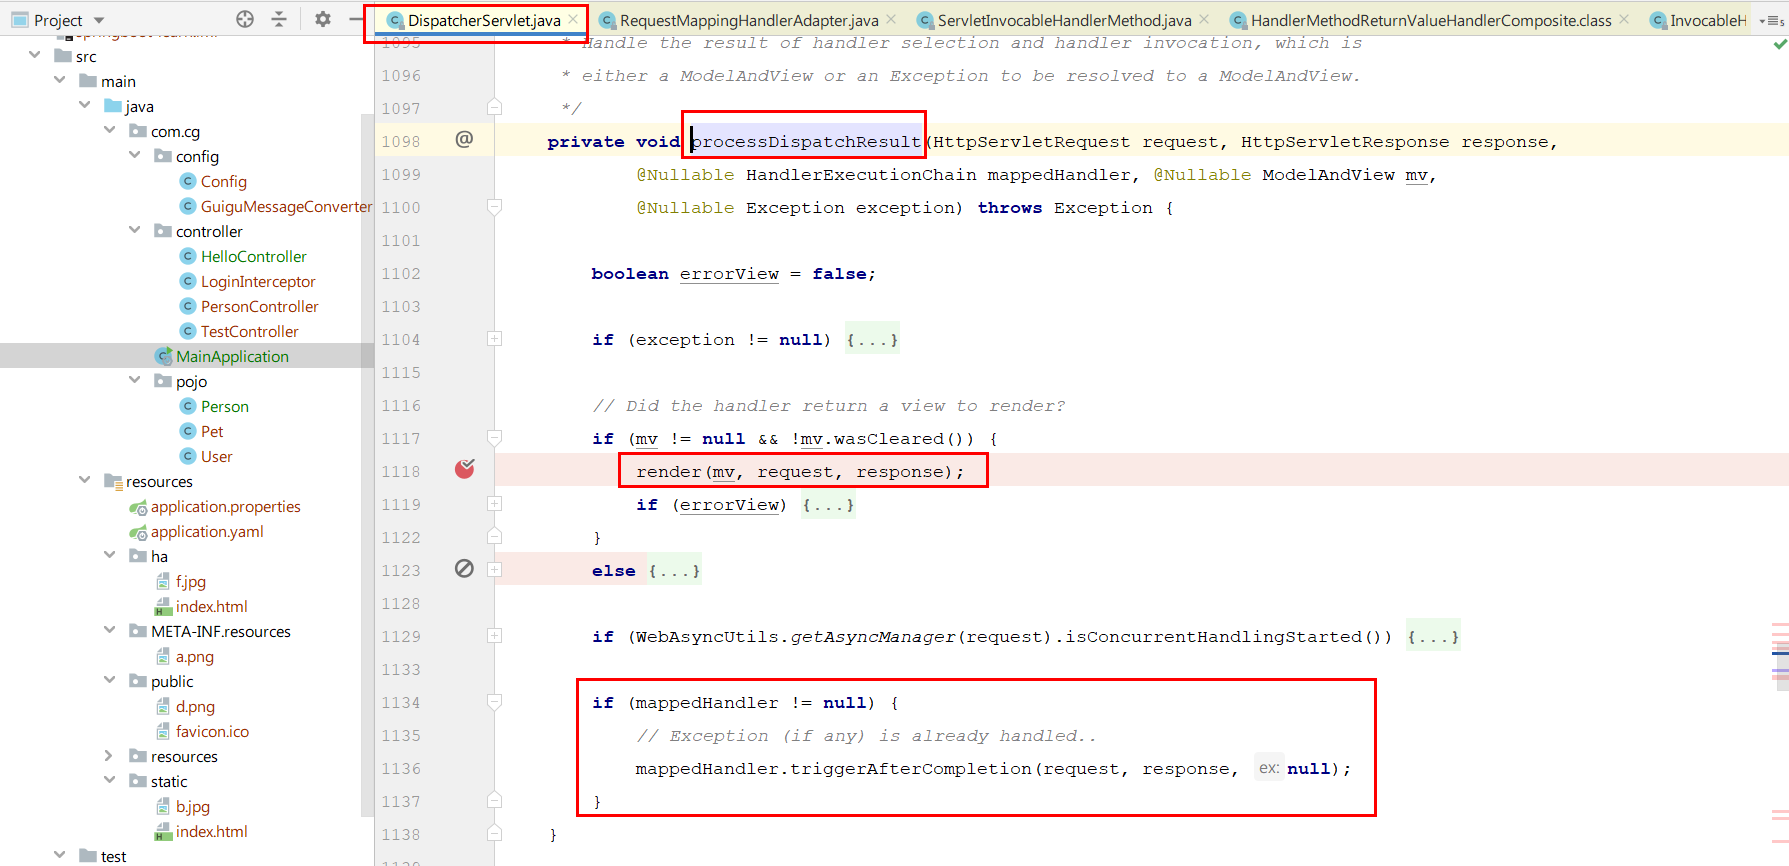 Project
DispatcherServlet.java
RequestMappingHandlerAdapter.java
ServletInvocableHandlerMethod.java
HandlerMethodReturnValueHandlerComposite.class
InvocableH
springboot-learn.iml
src
main
java
com.cg
config
Config
GuiguMessageConverter
controller
HelloController
LoginInterceptor
PersonController
TestController
MainApplication
pojo
Person
Pet
User
resources
application.properties
application.yaml
ha
f.jpg
index.html
META-INF.resources
a.png
public
d.png
favicon.ico
resources
static
b.jpg
index.html
test
1095 * Handle the result of handler selection and handler invocation, which is
1096 * either a ModelAndView or an Exception to be resolved to a ModelAndView.
1097 */
1098 private void processDispatchResult(HttpServletRequest request, HttpServletResponse response,
1099 @Nullable HandlerExecutionChain mappedHandler, @Nullable ModelAndView mv,
1100 @Nullable Exception exception) throws Exception {
1101
1102 boolean errorView = false;
1103
1104 if (exception != null) {...}
1115
1116 // Did the handler return a view to render?
1117 if (mv != null && !mv.wasCleared()) {
1118 render(mv, request, response);
1119 if (errorView) {...}
1122 }
1123 else {...}
1128
1129 if (WebAsyncUtils.getAsyncManager(request).isConcurrentHandlingStarted()) {...}
1133
1134 if (mappedHandler != null) {
1135 // Exception (if any) is already handled..
1136 mappedHandler.triggerAfterCompletion(request, response, ex: null);
1137 }
1138 }